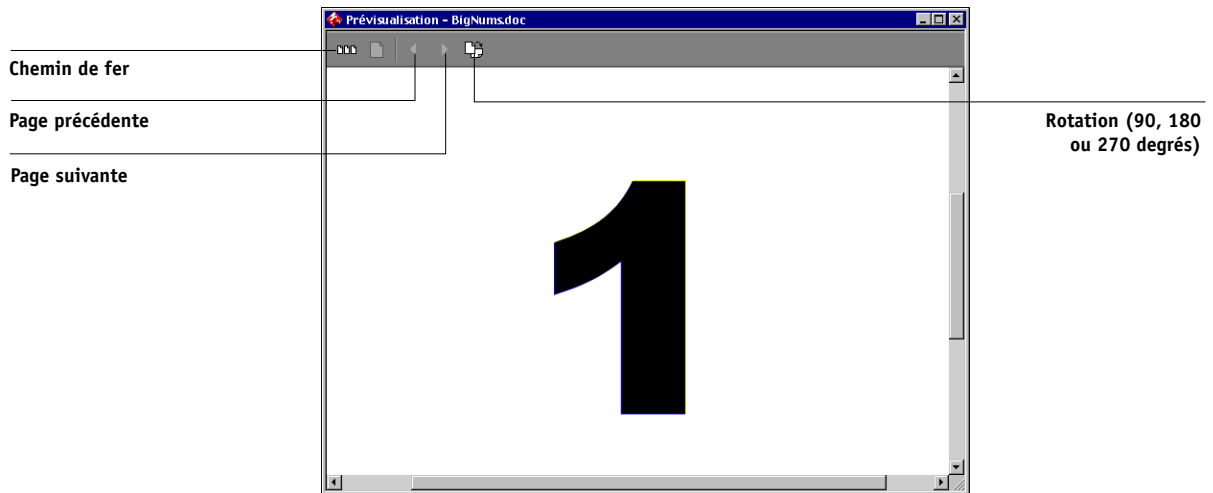 Prévisualisation - BigNums.doc
Chemin de fer
Page précédente
Page suivante
Rotation (90, 180
ou 270 degrés)
1